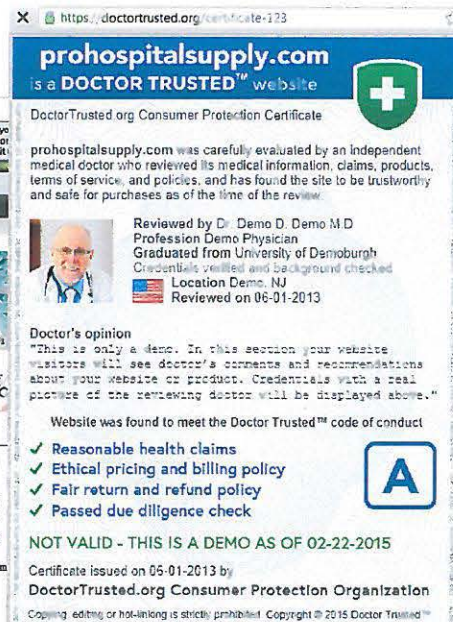 https://doctortrusted.org/certificate-123
prohospitalsupply.com
is a DOCTOR TRUSTED™ website
DoctorTrusted.org Consumer Protection Certificate
prohospitalsupply.com was carefully evaluated by an independent
medical doctor who reviewed its medical information, claims, products,
terms of service, and policies, and has found the site to be trustworthy
and safe for purchases as of the time of the review.
Reviewed by Dr. Demo D. Demo M.D
Profession Demo Physician
Graduated from University of Demoburgh
Credentials verified and background checked
Location Demo, NJ
Reviewed on 06-01-2013
Doctor's opinion
"This is only a demo. In this section your website
visitors will see doctor's comments and recommendations
about your website or product. Credentials with a real
picture of the reviewing doctor will be displayed above."
Website was found to meet the Doctor Trusted™ code of conduct
✓ Reasonable health claims
✓ Ethical pricing and billing policy
✓ Fair return and refund policy
✓ Passed due diligence check
A
NOT VALID - THIS IS A DEMO AS OF 02-22-2015
Certificate issued on 06-01-2013 by
DoctorTrusted.org Consumer Protection Organization
Copying, editing or hot-linking is strictly prohibited. Copyright © 2015 Doctor Trusted™